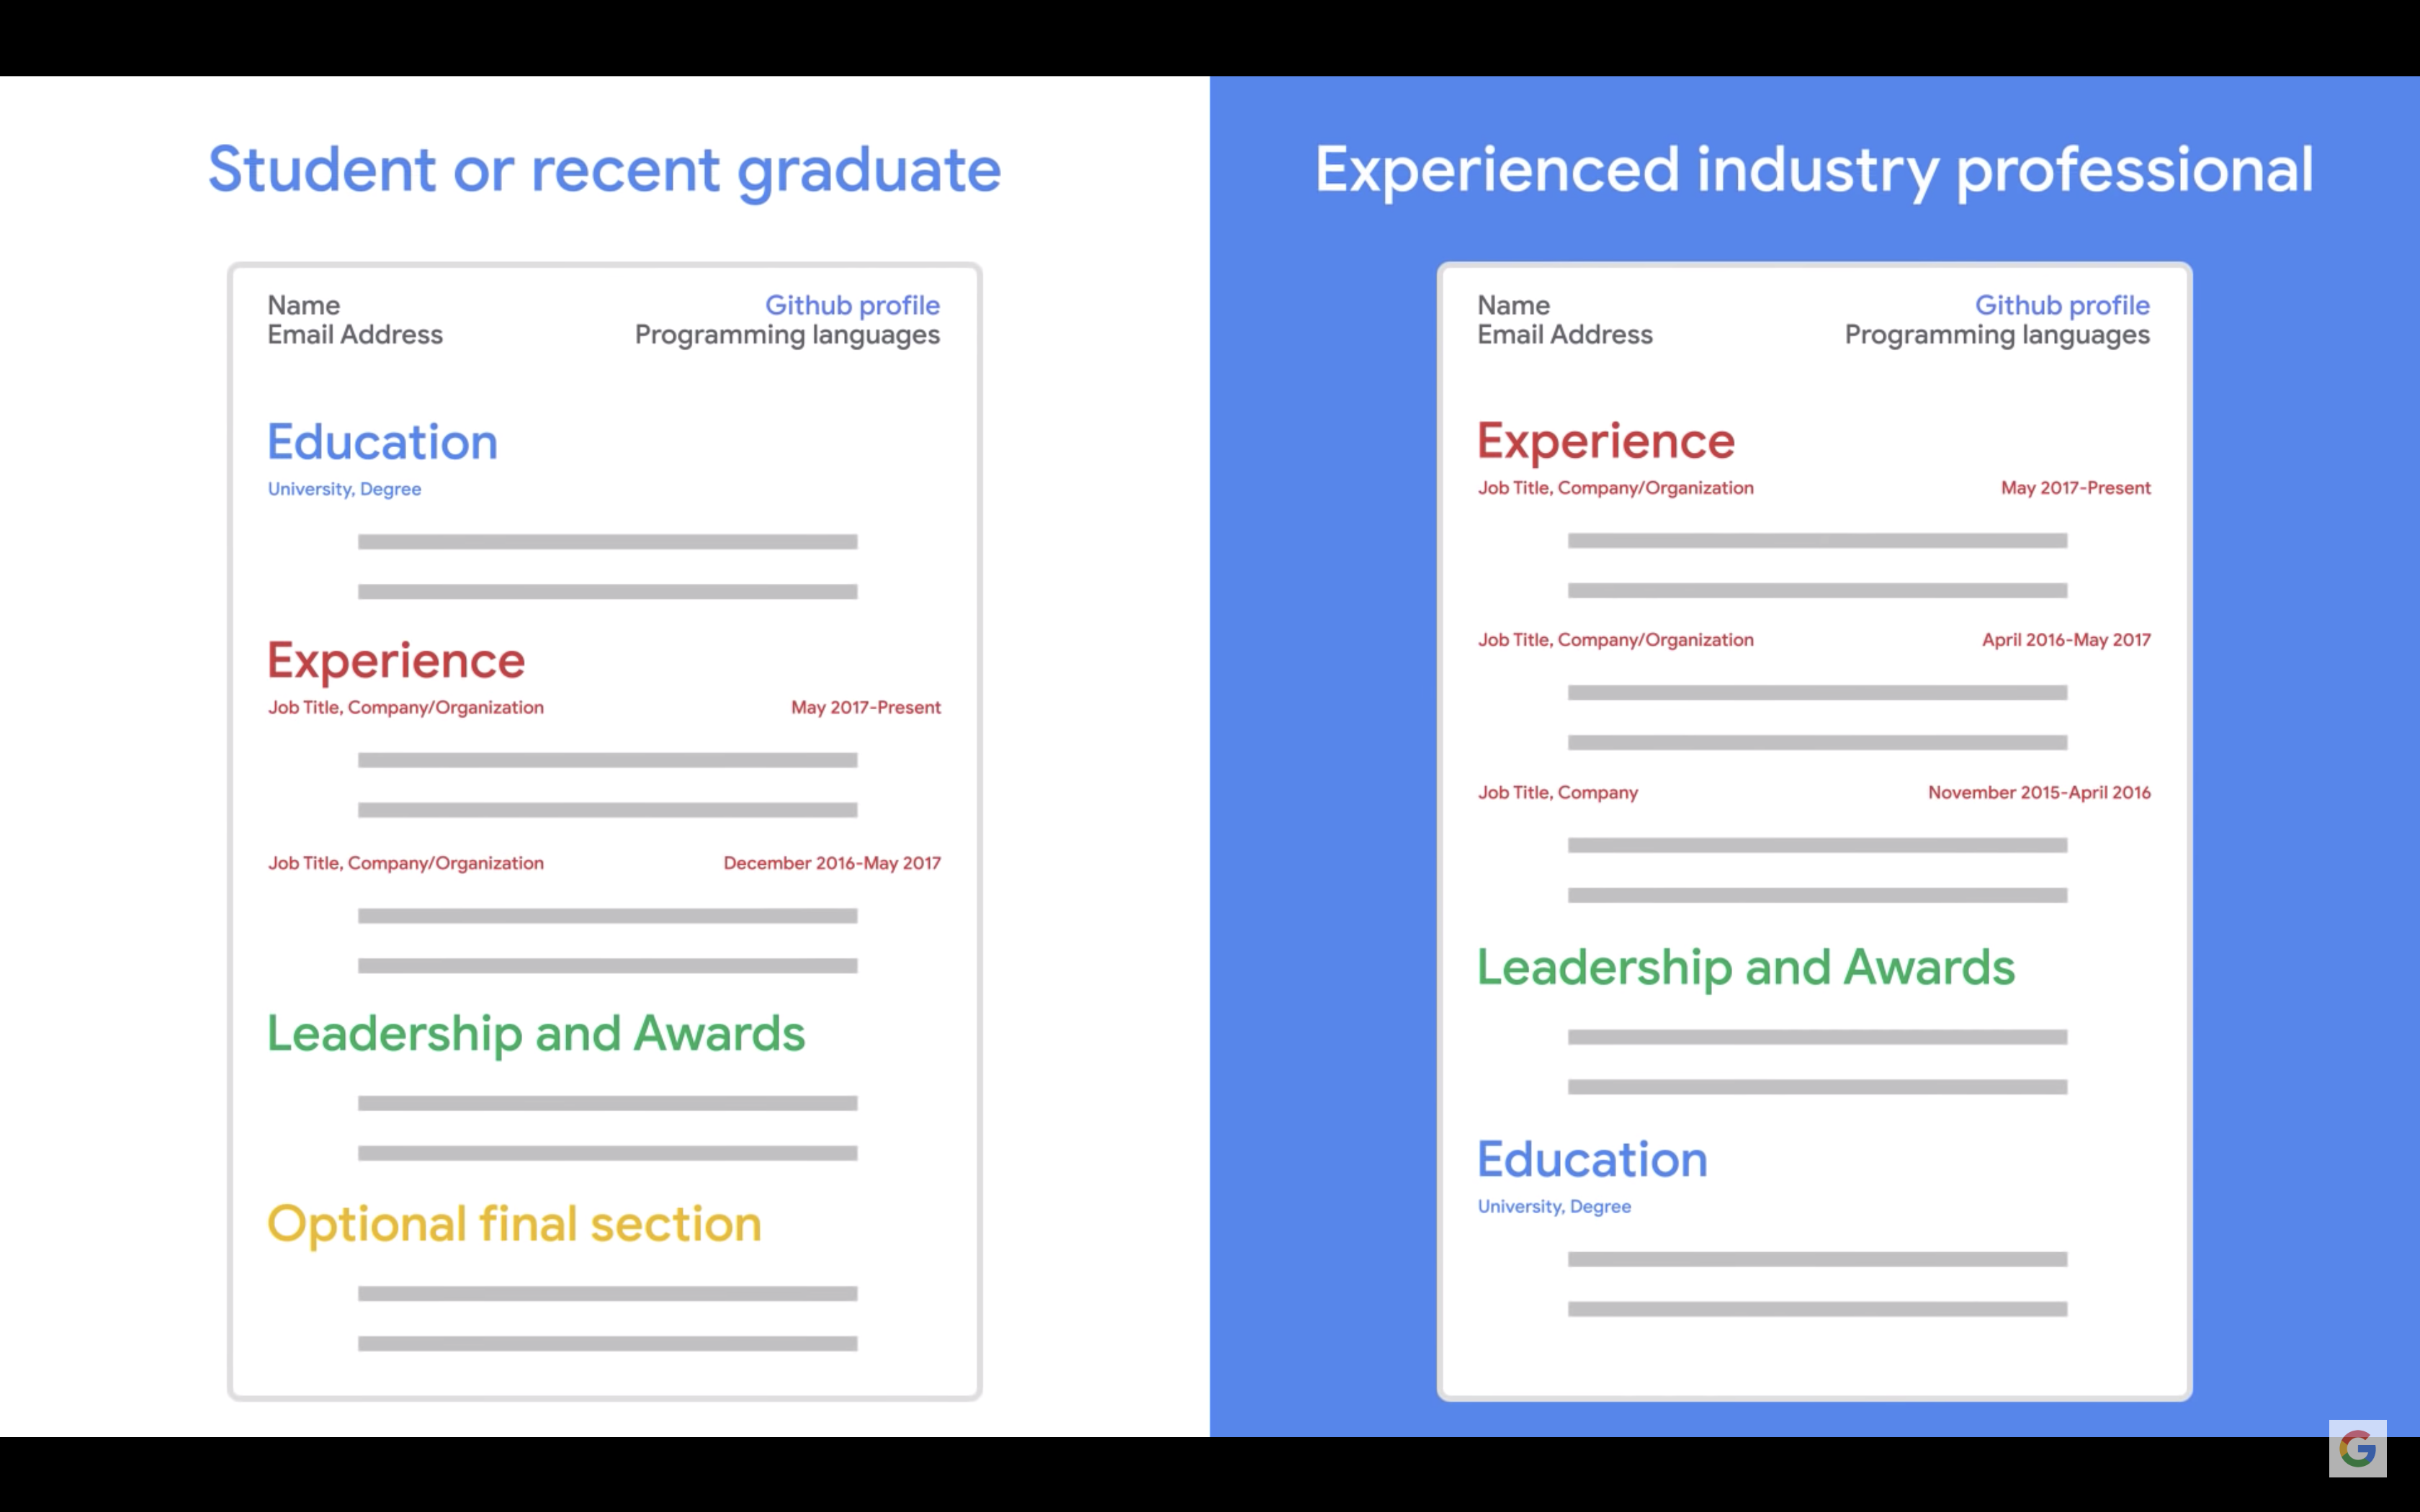 Student or recent graduate
Name
Github profile
Email Address
Programming languages
Education
University, Degree
Experience
Job Title, Company/Organization
May 2017-Present
Job Title, Company/Organization
December 2016-May 2017
Leadership and Awards
Optional final section
Experienced industry professional
Name
Github profile
Email Address
Programming languages
Experience
Job Title, Company/Organization
May 2017-Present
Job Title, Company/Organization
April 2016-May 2017
Job Title, Company
November 2015-April 2016
Leadership and Awards
Education
University, Degree
G